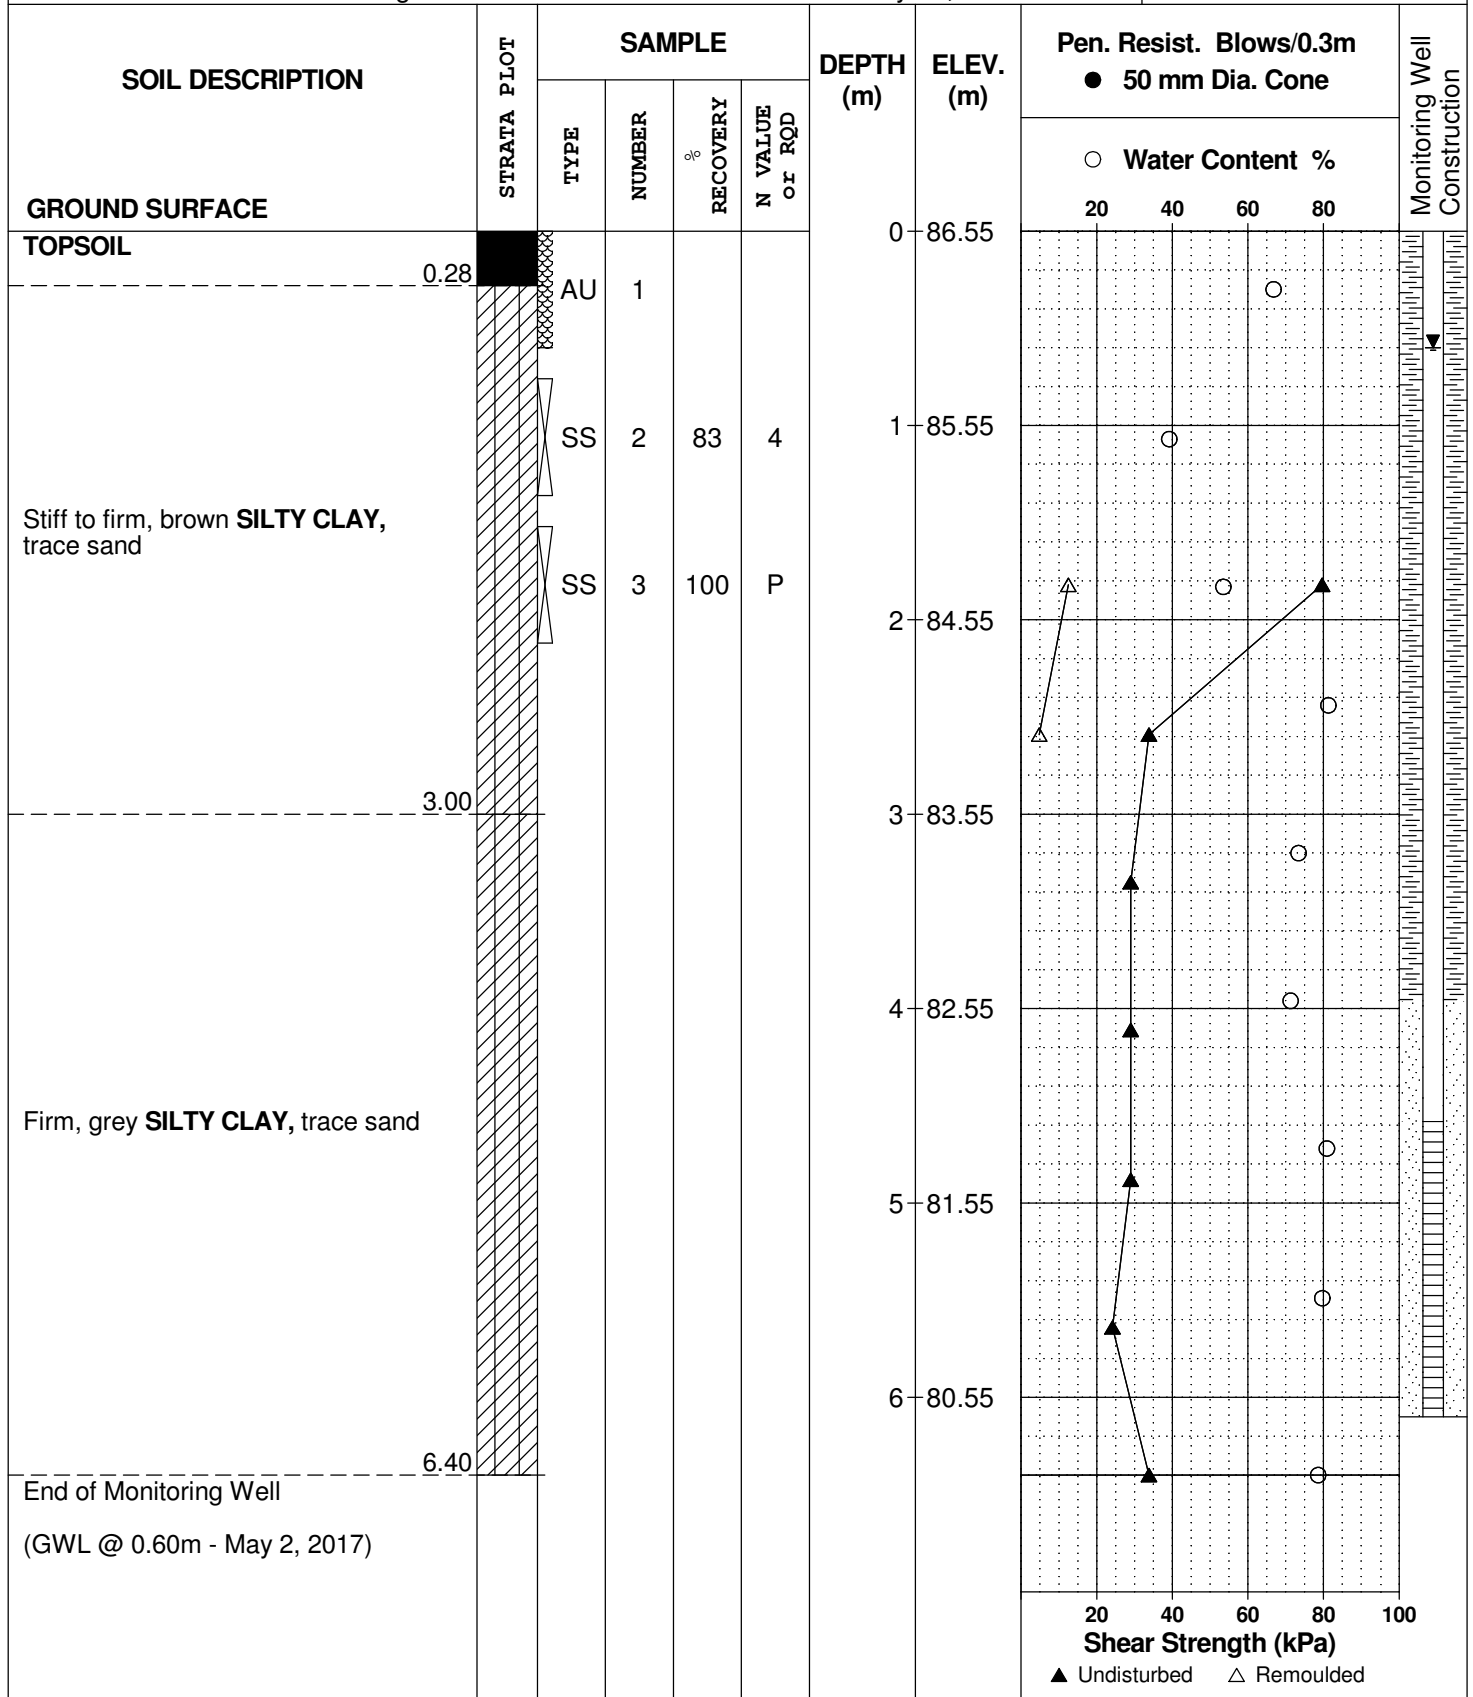 SOIL DESCRIPTION
GROUND SURFACE
STRATA PLOT
SAMPLE
TYPE
NUMBER
%
RECOVERY
N VALUE
or RQD
DEPTH
(m)
ELEV.
(m)
Pen. Resist. Blows/0.3m
● 50 mm Dia. Cone
○ Water Content %
20 40 60 80
Monitoring Well
Construction
TOPSOIL
0.28
AU 1
0 86.55
SS 2 83 4
1 85.55
Stiff to firm, brown SILTY CLAY,
trace sand
SS 3 100 P
2 84.55
3.00
3 83.55
4 82.55
Firm, grey SILTY CLAY, trace sand
5 81.55
6 80.55
6.40
End of Monitoring Well
(GWL @ 0.60m - May 2, 2017)
20 40 60 80 100
Shear Strength (kPa)
▲ Undisturbed △ Remoulded